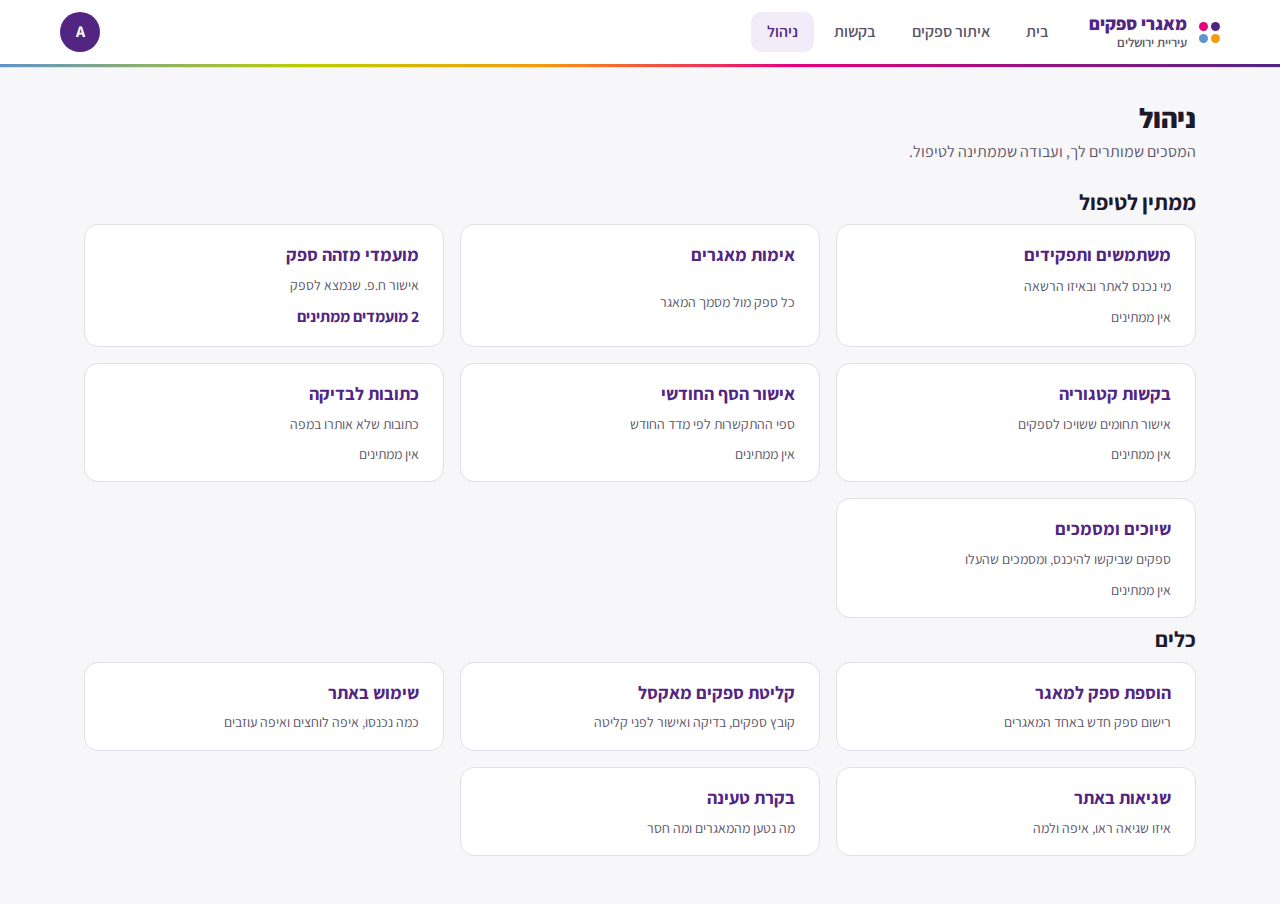 מאגרי ספקים
עיריית ירושלים
בית
איתור ספקים
בקשות
ניהול
A
ניהול
המסכים שמותרים לך, ועבודה שממתינה לטיפול.
ממתין לטיפול
משתמשים ותפקידים
מי נכנס לאתר ובאיזו הרשאה
אין ממתינים
אימות מאגרים
כל ספק מול מסמך המאגר
מועמדי מזהה ספק
אישור ח.פ. שנמצא לספק
2 מועמדים ממתינים
בקשות קטגוריה
אישור תחומים ששויכו לספקים
אין ממתינים
אישור הסף החודשי
ספי ההתקשרות לפי מדד החודש
אין ממתינים
כתובות לבדיקה
כתובות שלא אותרו במפה
אין ממתינים
שיוכים ומסמכים
ספקים שביקשו להיכנס, ומסמכים שהעלו
אין ממתינים
כלים
הוספת ספק למאגר
רישום ספק חדש באחד המאגרים
קליטת ספקים מאקסל
קובץ ספקים, בדיקה ואישור לפני קליטה
שימוש באתר
כמה נכנסו, איפה לוחצים ואיפה עוזבים
שגיאות באתר
איזו שגיאה ראו, איפה ולמה
בקרת טעינה
מה נטען מהמאגרים ומה חסר